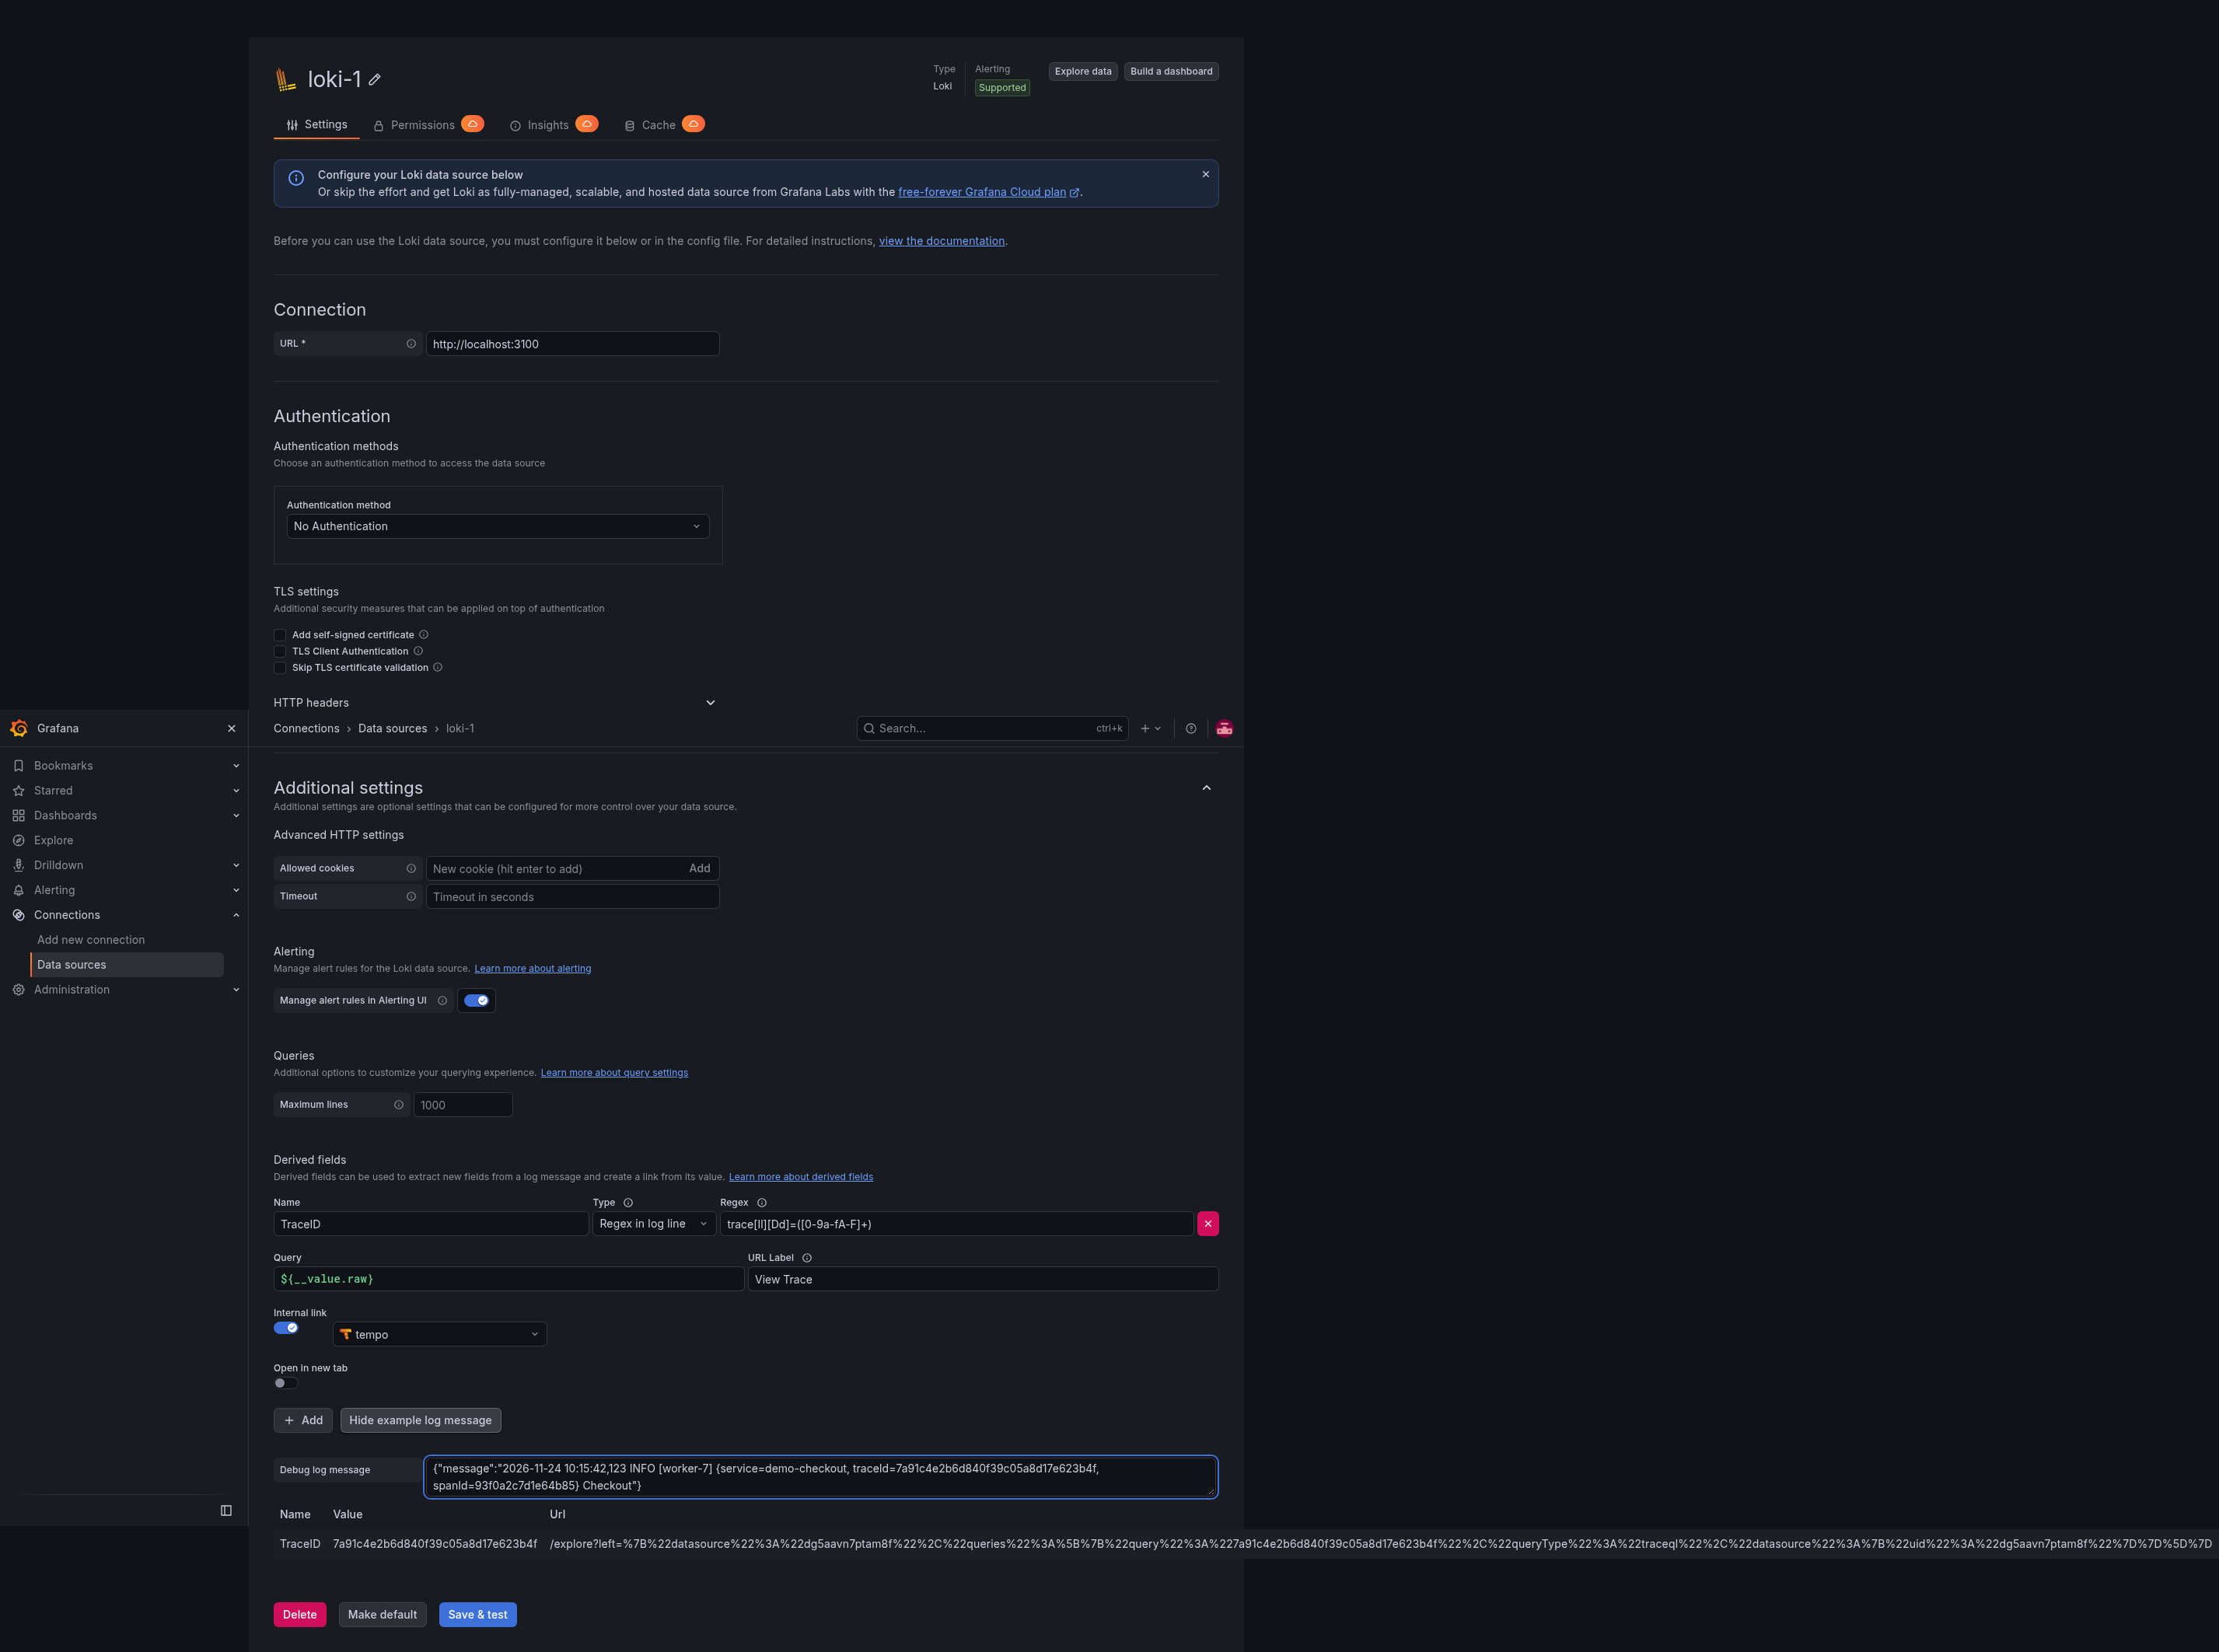 loki-1
Type
Loki
Alerting
Supported
Explore data
Build a dashboard
Settings
Permissions
Insights
Cache
Configure your Loki data source below
Or skip the effort and get Loki as fully-managed, scalable, and hosted data source from Grafana Labs with the free-forever Grafana Cloud plan.
Before you can use the Loki data source, you must configure it below or in the config file. For detailed instructions, view the documentation.
Connection
URL *
http://localhost:3100
Authentication
Authentication methods
Choose an authentication method to access the data source
Authentication method
No Authentication
TLS settings
Additional security measures that can be applied on top of authentication
Add self-signed certificate
TLS Client Authentication
Skip TLS certificate validation
HTTP headers
Grafana
Connections › Data sources › loki-1
Search...
ctrl+k
Bookmarks
Starred
Dashboards
Explore
Drilldown
Alerting
Connections
Add new connection
Data sources
Administration
Additional settings
Additional settings are optional settings that can be configured for more control over your data source.
Advanced HTTP settings
Allowed cookies
New cookie (hit enter to add)
Add
Timeout
Timeout in seconds
Alerting
Manage alert rules for the Loki data source. Learn more about alerting
Manage alert rules in Alerting UI
Queries
Additional options to customize your querying experience. Learn more about query settings
Maximum lines
1000
Derived fields
Derived fields can be used to extract new fields from a log message and create a link from its value. Learn more about derived fields
Name
Type
Regex
TraceID
Regex in log line
trace[Il][Dd]=([0-9a-fA-F]+)
Query
URL Label
${__value.raw}
View Trace
Internal link
tempo
Open in new tab
Add
Hide example log message
Debug log message
{"message":"2026-11-24 10:15:42,123 INFO [worker-7] {service=demo-checkout, traceId=7a91c4e2b6d840f39c05a8d17e623b4f,
spanId=93f0a2c7d1e64b85} Checkout"}
Name
Value
Url
TraceID
7a91c4e2b6d840f39c05a8d17e623b4f
/explore?left=%7B%22datasource%22%3A%22dg5aavn7ptam8f%22%2C%22queries%22%3A%5B%7B%22query%22%3A%227a91c4e2b6d840f39c05a8d17e623b4f%22%2C%22queryType%22%3A%22traceql%22%2C%22datasource%22%3A%7B%22uid%22%3A%22dg5aavn7ptam8f%22%7D%7D%5D%7D
Delete
Make default
Save & test